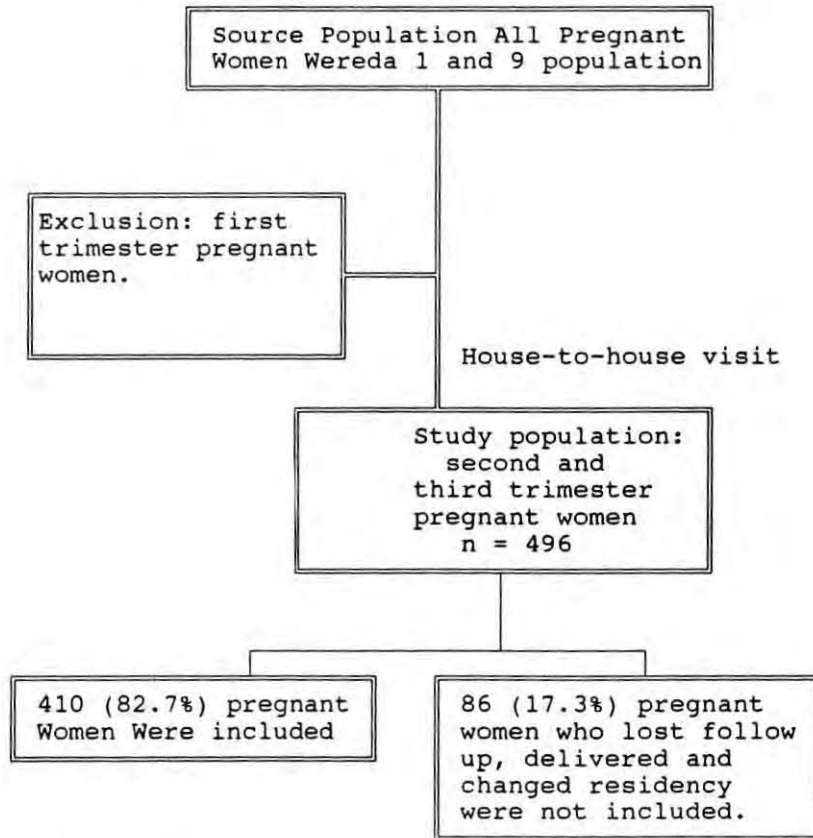 Source Population All Pregnant
Women Wereda 1 and 9 population
Exclusion: first
trimester pregnant
women.
House-to-house visit
Study population:
second and
third trimester
pregnant women
n = 496
410 (82.7%) pregnant
Women Were included
86 (17.3%) pregnant
women who lost follow
up, delivered and
changed residency
were not included.